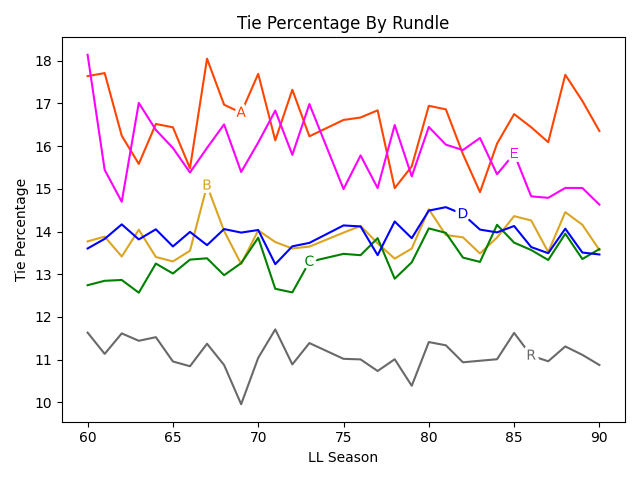 Tie Percentage By Rundle
Tie Percentage
18
17
16
15
14
13
12
11
10
A
E
B
D
C
R
60 65 70 75 80 85 90
LL Season